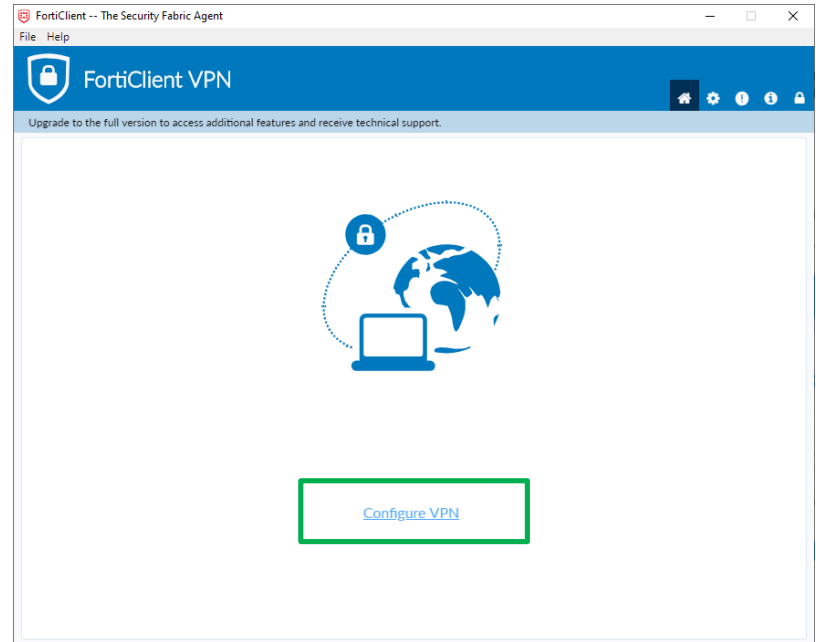 FortiClient -- The Security Fabric Agent
File Help
FortiClient VPN
Upgrade to the full version to access additional features and receive technical support.
Configure VPN